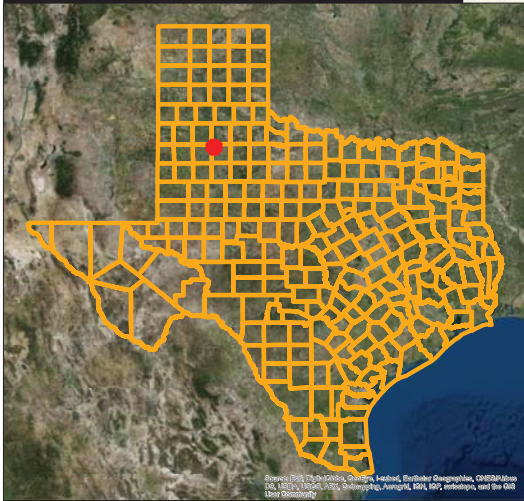 Source: Esri, DigitalGlobe, GeoEye, i-cubed, Earthstar Geographics, CNES/Airbus
DS, USDA, USGS, AEX, Getmapping, Aerogrid, IGN, IGP, swisstopo, and the GIS
User Community